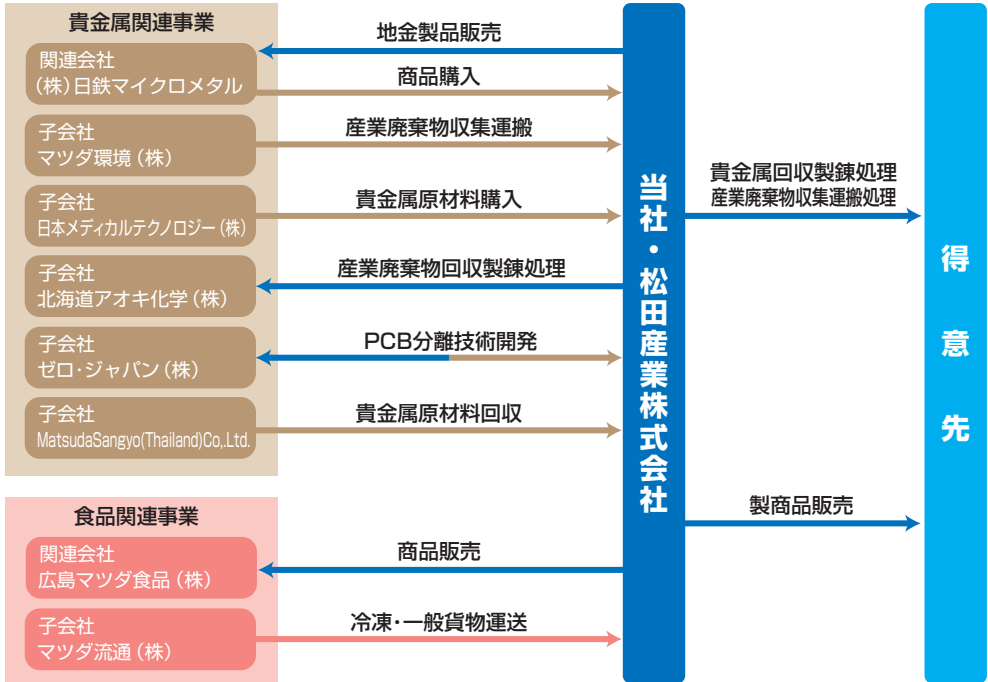 貴金属関連事業
関連会社
(株)日鉄マイクロメタル
地金製品販売
商品購入
子会社
マツダ環境(株)
産業廃棄物収集運搬
子会社
日本メディカルテクノロジー(株)
貴金属原材料購入
子会社
北海道アオキ化学(株)
産業廃棄物回収製錬処理
子会社
ゼロ・ジャパン(株)
PCB分離技術開発
子会社
MatsudaSangyo(Thailand)Co,.Ltd.
貴金属原材料回収
食品関連事業
関連会社
広島マツダ食品(株)
商品販売
子会社
マツダ流通(株)
冷凍・一般貨物運送
当社・松田産業株式会社
貴金属回収製錬処理
産業廃棄物収集運搬処理
製商品販売
得意先